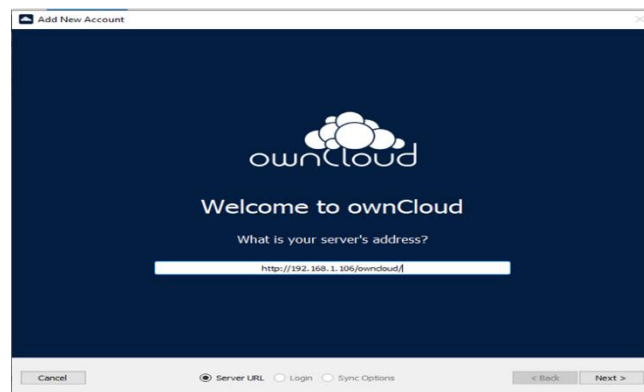 Add New Account
ownCloud
Welcome to ownCloud
What is your server's address?
http://192.168.1.106/owncloud/
Cancel Server URL Login Sync Options < Back Next >